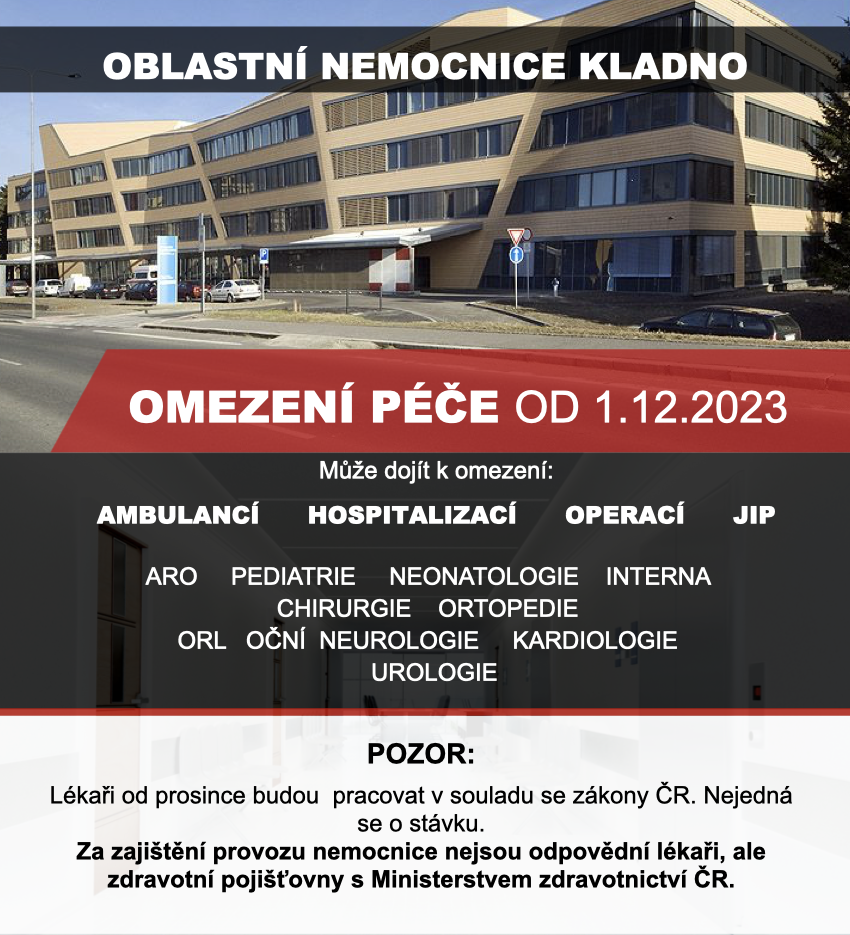 OBLASTNÍ NEMOCNICE KLADNO
OMEZENÍ PÉČE OD 1.12.2023
Může dojít k omezení:
AMBULANCÍ HOSPITALIZACÍ OPERACÍ JIP
ARO PEDIATRIE NEONATOLOGIE INTERNA
CHIRURGIE ORTOPEDIE
ORL OČNÍ NEUROLOGIE KARDIOLOGIE
UROLOGIE
POZOR:
Lékaři od prosince budou pracovat v souladu se zákony ČR. Nejedná
se o stávku.
Za zajištění provozu nemocnice nejsou odpovědní lékaři, ale
zdravotní pojišťovny s Ministerstvem zdravotnictví ČR.